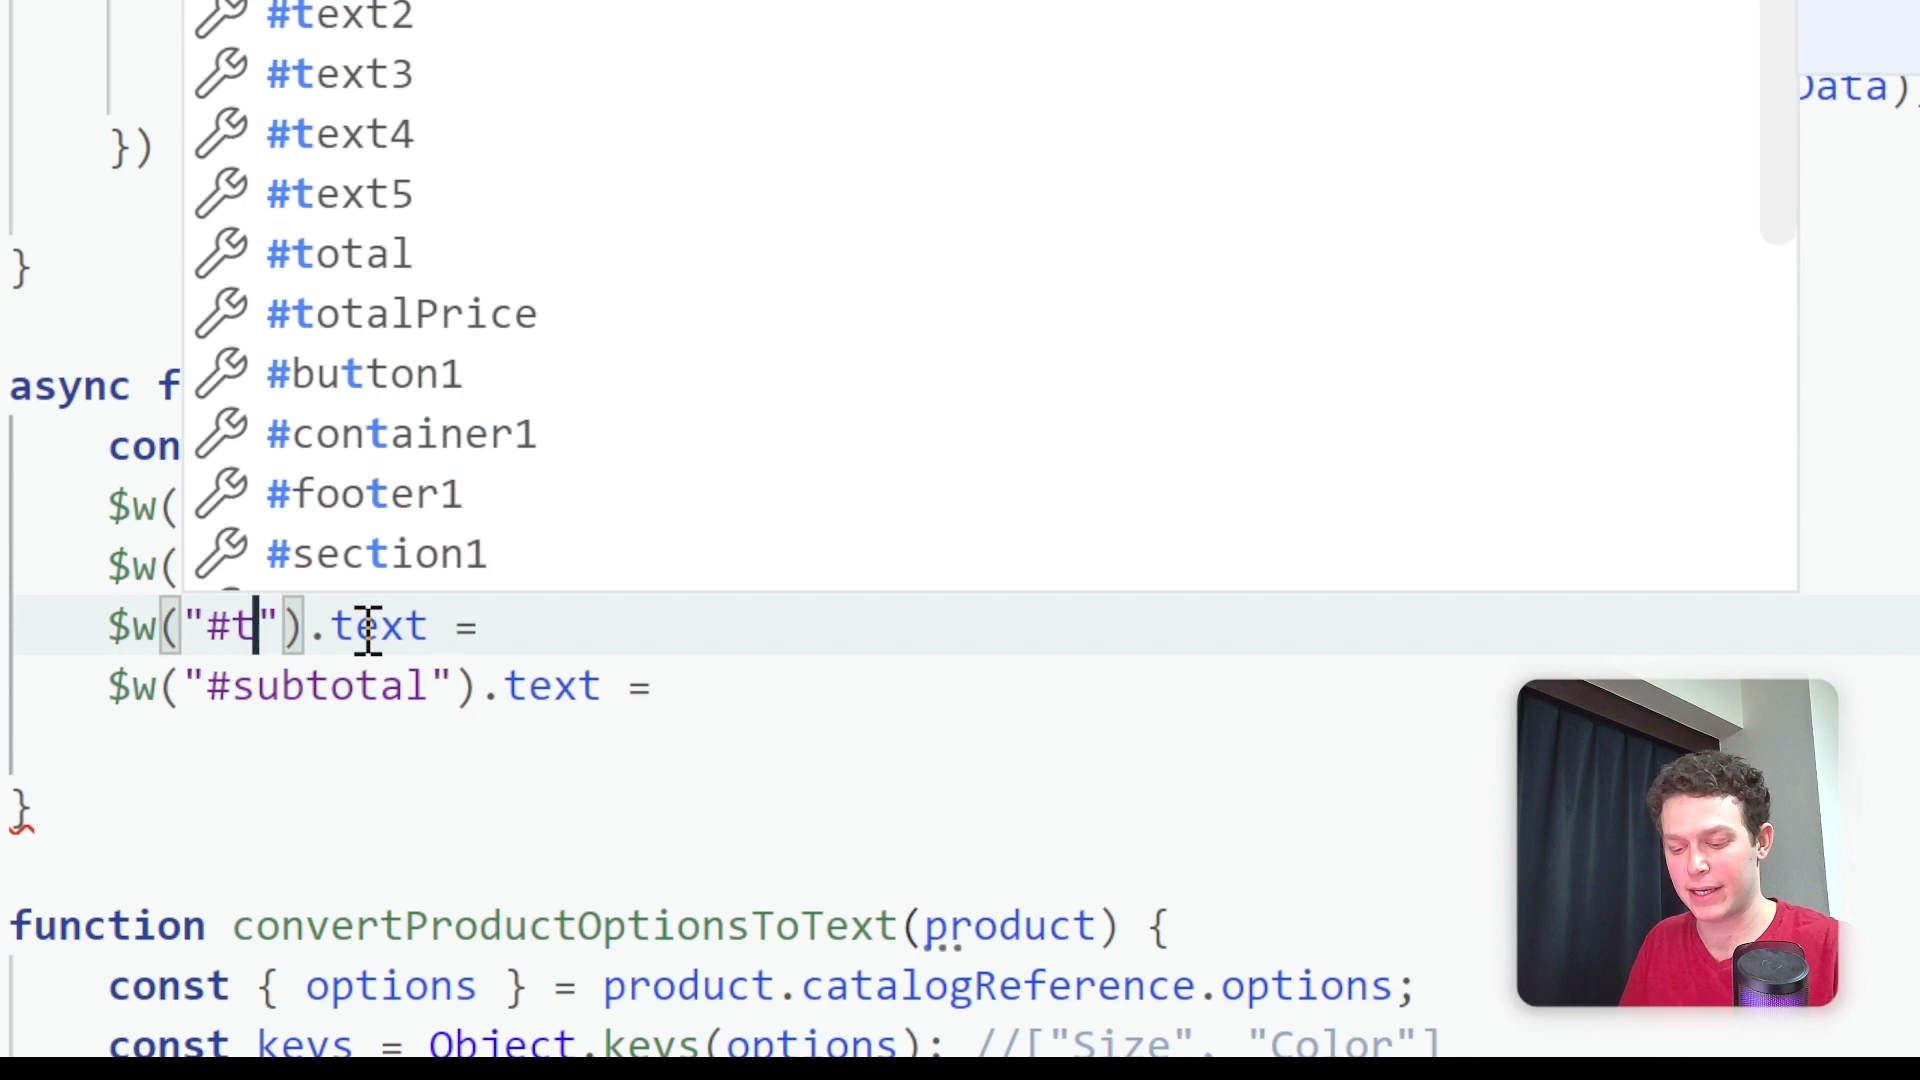 #text2
#text3
Data)
#text4
})
#text5
#total
}
#totalPrice
#button1
async f
#container1
con
#footer1
$w(
#section1
$w(
$w("#t").text =
$w("#subtotal").text =
}
function convertProductOptionsToText(product) {
const { options } = product.catalogReference.options;
const keys = Object.keys(options); //["Size", "Color"]